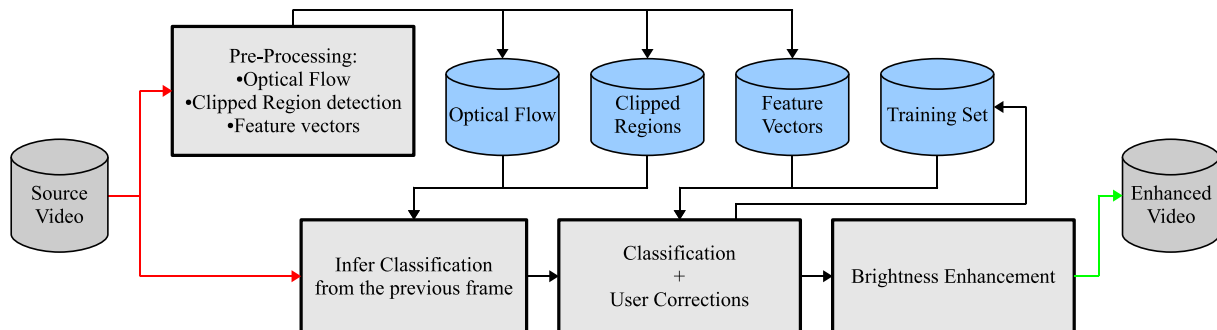 Pre-Processing:
•Optical Flow
•Clipped Region detection
•Feature vectors
Optical Flow
Clipped
Regions
Feature
Vectors
Training Set
Source
Video
Enhanced
Video
Infer Classification
from the previous frame
Classification
+
User Corrections
Brightness Enhancement